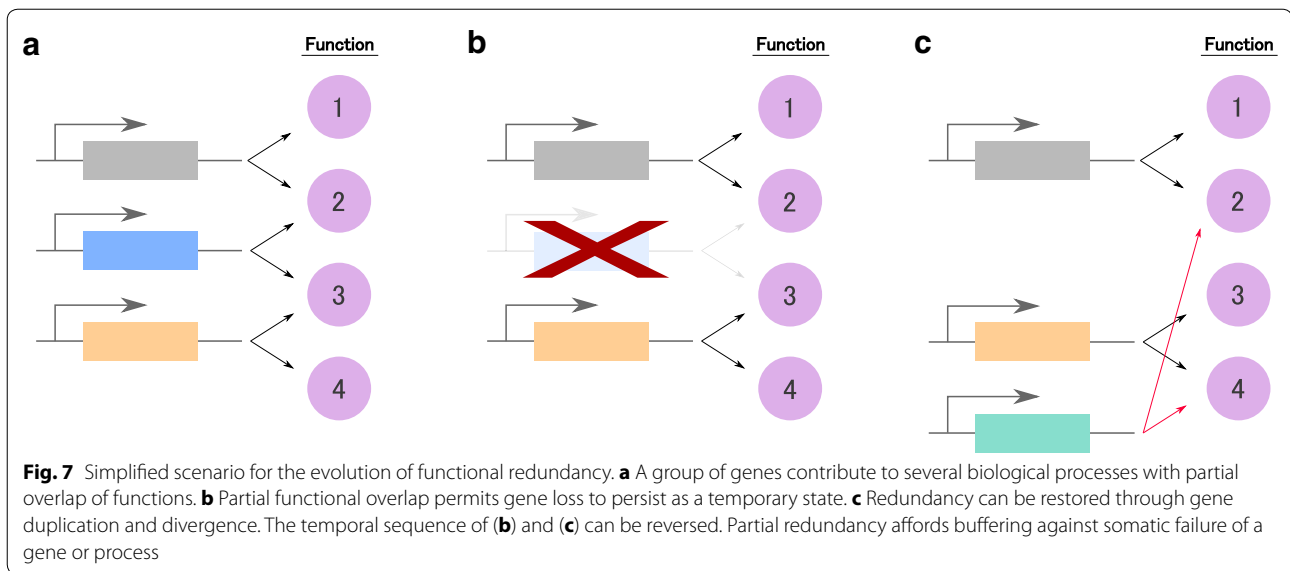 a
Function
1
2
3
4
b
Function
1
2
3
4
c
Function
1
2
3
4
Fig. 7 Simplified scenario for the evolution of functional redundancy. a A group of genes contribute to several biological processes with partial
overlap of functions. b Partial functional overlap permits gene loss to persist as a temporary state. c Redundancy can be restored through gene
duplication and divergence. The temporal sequence of (b) and (c) can be reversed. Partial redundancy affords buffering against somatic failure of a
gene or process